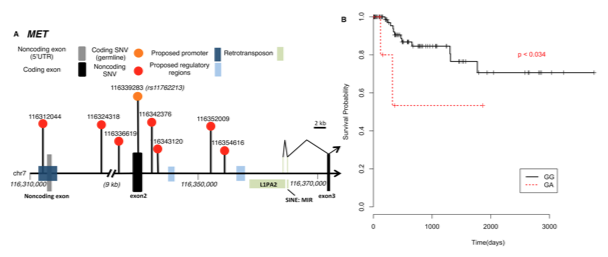 A MET
Noncoding exon (5'UTR)
Coding SNV (germline)
Proposed promoter
Retrotransposon
Coding exon
Noncoding SNV
Proposed regulatory regions
116339283 (rs11762213)
2 kb
116312044
116324318
116336619
116342376
116343120
116352009
116354616
chr7
116,310,000
(9 kb)
116,350,000
116,370,000
Noncoding exon
exon2
L1PA2
SINE: MIR
exon3
B
Survival Probability
1.0
0.8
0.6
0.4
0.2
0.0
p < 0.034
GG
GA
0 1000 2000 3000
Time(days)